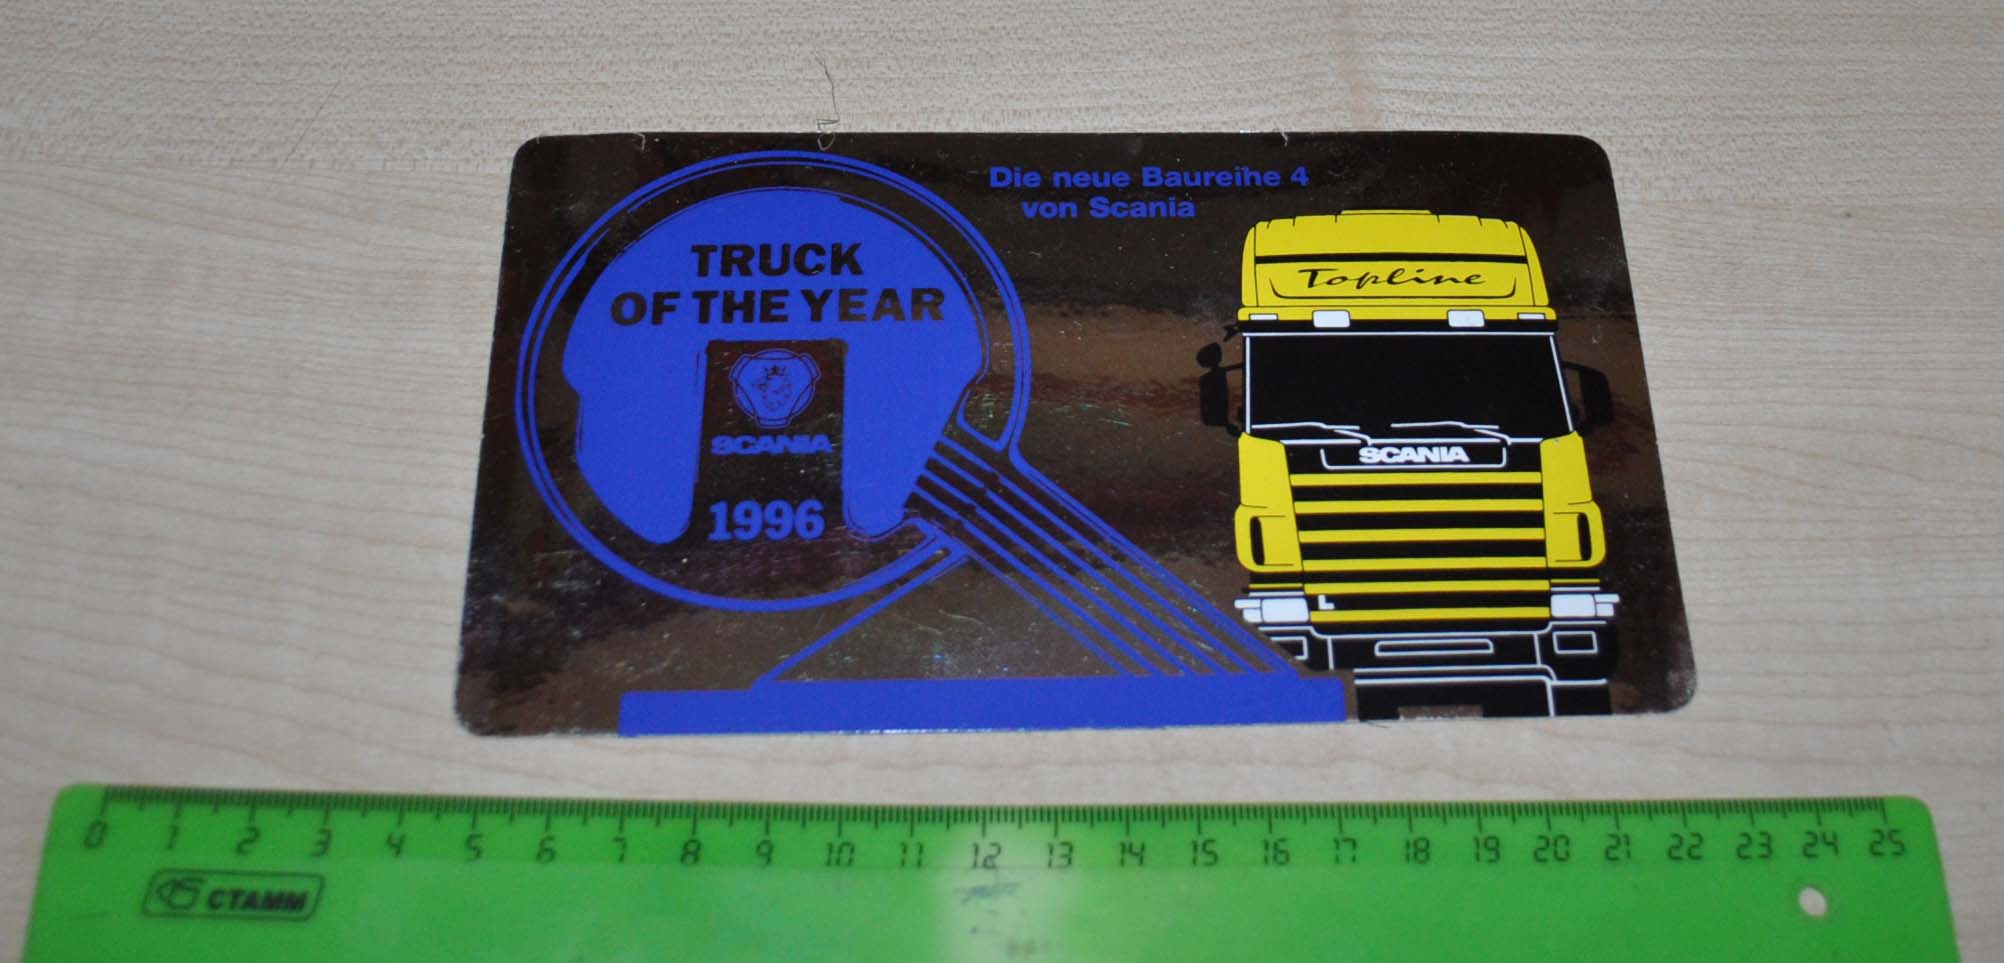 Die neue Baureihe 4
von Scania
TRUCK
OF THE YEAR
SCANIA
1996
Topline
SCANIA
L
0 1 2 3 4 5 6 7 8 9 10 11 12 13 14 15 16 17 18 19 20 21 22 23 24 25
СТАММ